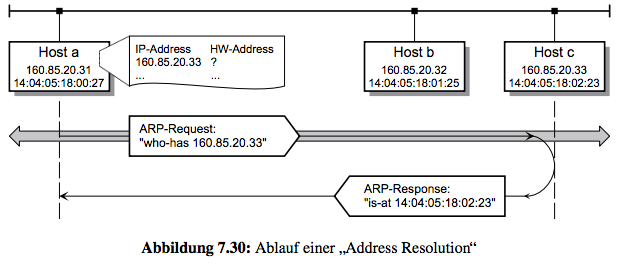 Host a
160.85.20.31
14:04:05:18:00:27
IP-Address HW-Address
160.85.20.33 ?
... ...
Host b
160.85.20.32
14:04:05:18:01:25
Host c
160.85.20.33
14:04:05:18:02:23
ARP-Request:
"who-has 160.85.20.33"
ARP-Response:
"is-at 14:04:05:18:02:23"
Abbildung 7.30: Ablauf einer „Address Resolution“